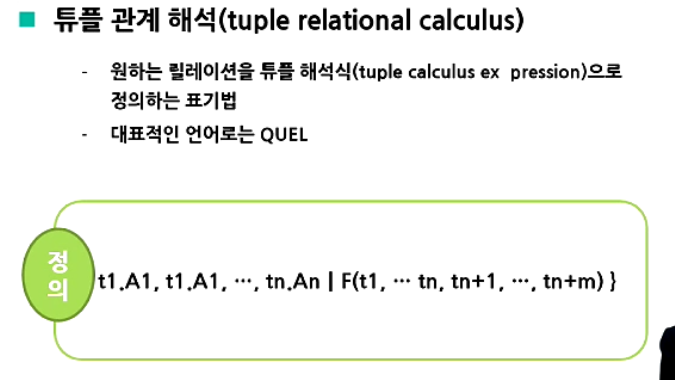 튜플 관계 해석(tuple relational calculus)
- 원하는 릴레이션을 튜플 해석식(tuple calculus ex pression)으로
정의하는 표기법
- 대표적인 언어로는 QUEL
정
의
t1.A1, t1.A1, ⋯, tn.An | F(t1, ⋯ tn, tn+1, ⋯, tn+m) }